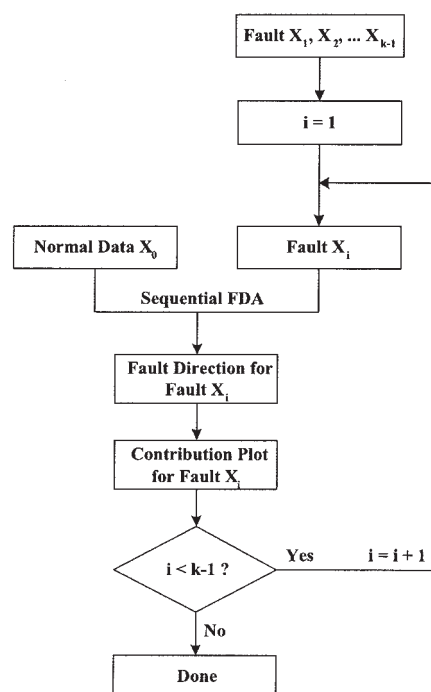 Fault X1, X2, ... Xk-1
i = 1
Normal Data X0
Fault Xi
Sequential FDA
Fault Direction for
Fault Xi
Contribution Plot
for Fault Xi
i < k-1 ?
Yes
i = i + 1
No
Done